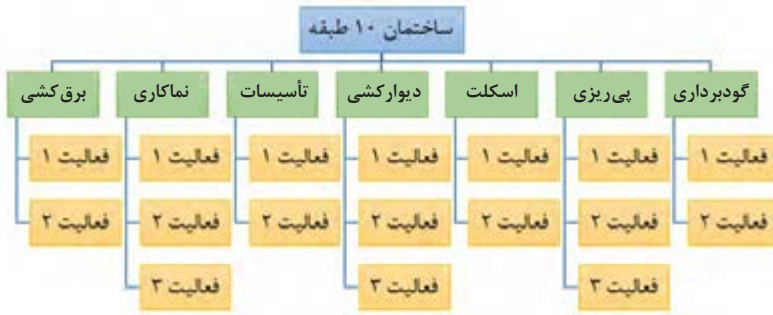 ساختمان ۱۰ طبقه
گودبرداری
پی‌ریزی
اسکلت
دیوارکشی
تأسیسات
نماکاری
برق‌کشی
فعالیت ۱
فعالیت ۱
فعالیت ۱
فعالیت ۱
فعالیت ۱
فعالیت ۱
فعالیت ۱
فعالیت ۲
فعالیت ۲
فعالیت ۲
فعالیت ۲
فعالیت ۲
فعالیت ۲
فعالیت ۲
فعالیت ۳
فعالیت ۳
فعالیت ۳